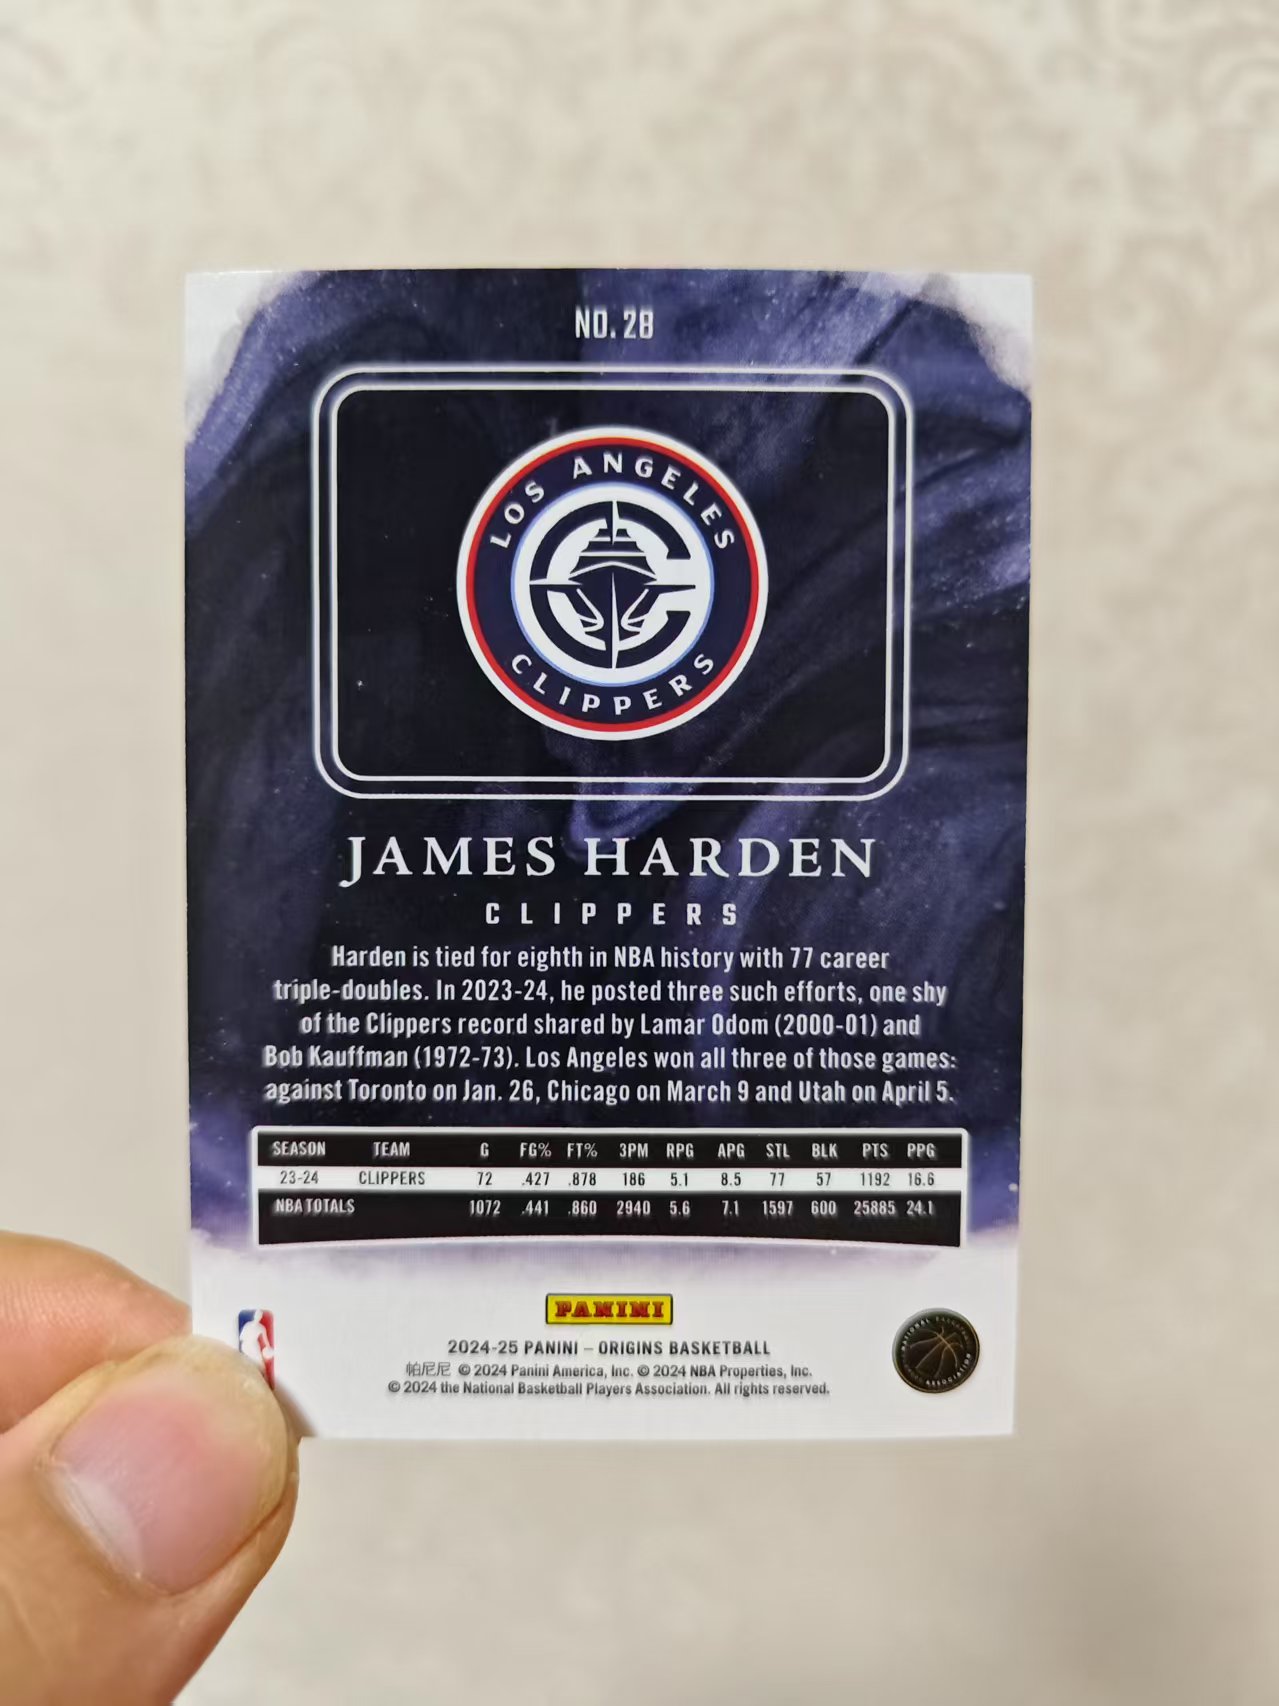 NO. 28
LOS ANGELES
CLIPPERS
JAMES HARDEN
CLIPPERS
Harden is tied for eighth in NBA history with 77 career
triple-doubles. In 2023-24, he posted three such efforts, one shy
of the Clippers record shared by Lamar Odom (2000-01) and
Bob Kauffman (1972-73). Los Angeles won all three of those games:
against Toronto on Jan. 26, Chicago on March 9 and Utah on April 5.
SEASON TEAM G FG% FT% 3PM RPG APG STL BLK PTS PPG
23-24 CLIPPERS 72 .427 .878 186 5.1 8.5 77 57 1192 16.6
NBA TOTALS 1072 .441 .860 2940 5.6 7.1 1597 600 25885 24.1
PANINI
2024-25 PANINI – ORIGINS BASKETBALL
帕尼尼 © 2024 Panini America, Inc. © 2024 NBA Properties, Inc.
© 2024 the National Basketball Players Association. All rights reserved.
NATIONAL ASSOCIATION